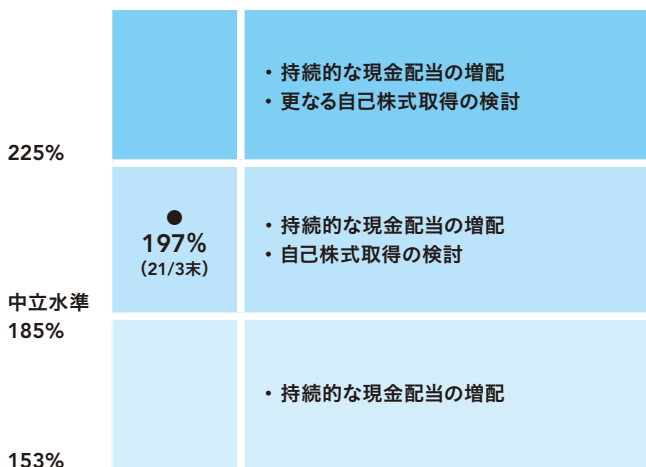 ・持続的な現金配当の増配
・更なる自己株式取得の検討
225%
197%
(21/3末)
・持続的な現金配当の増配
・自己株式取得の検討
中立水準
185%
・持続的な現金配当の増配
153%